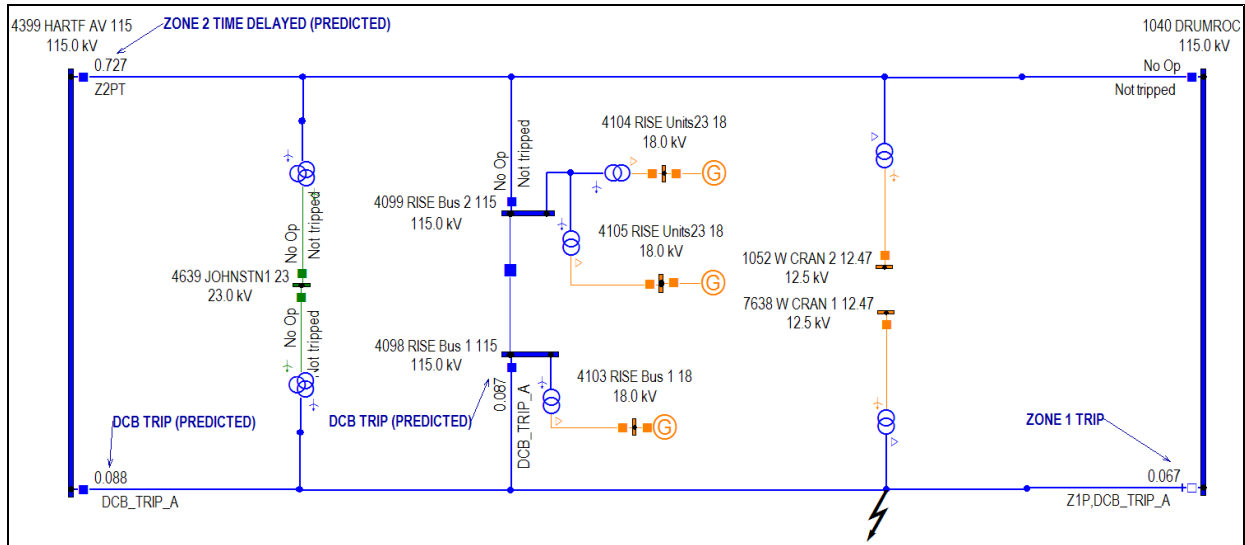 4399 HARTF AV 115
115.0 kV
ZONE 2 TIME DELAYED (PREDICTED)
0.727
Z2PT
1040 DRUMROC
115.0 kV
No Op
Not tripped
No Op
Not tripped
4639 JOHNSTN1 23
23.0 kV
No Op
Not tripped
No Op
Not tripped
4099 RISE Bus 2 115
115.0 kV
4104 RISE Units23 18
18.0 kV
G
4105 RISE Units23 18
18.0 kV
G
1052 W CRAN 2 12.47
12.5 kV
7638 W CRAN 1 12.47
12.5 kV
4098 RISE Bus 1 115
115.0 kV
4103 RISE Bus 1 18
18.0 kV
G
0.087
DCB_TRIP_A
DCB TRIP (PREDICTED)
DCB TRIP (PREDICTED)
ZONE 1 TRIP
0.088
DCB_TRIP_A
0.067
Z1P,DCB_TRIP_A